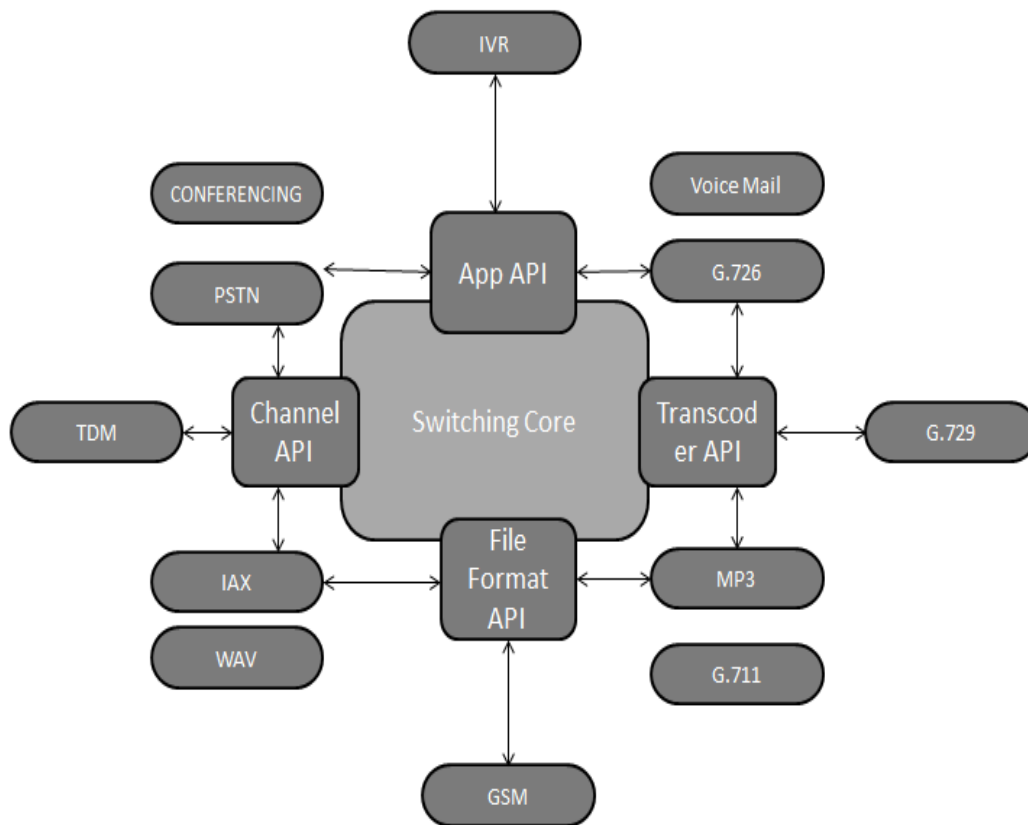 IVR
CONFERENCING
Voice Mail
App API
PSTN
G.726
TDM
Channel
API
Switching Core
Transcod
er API
G.729
File
Format
API
IAX
MP3
WAV
G.711
GSM